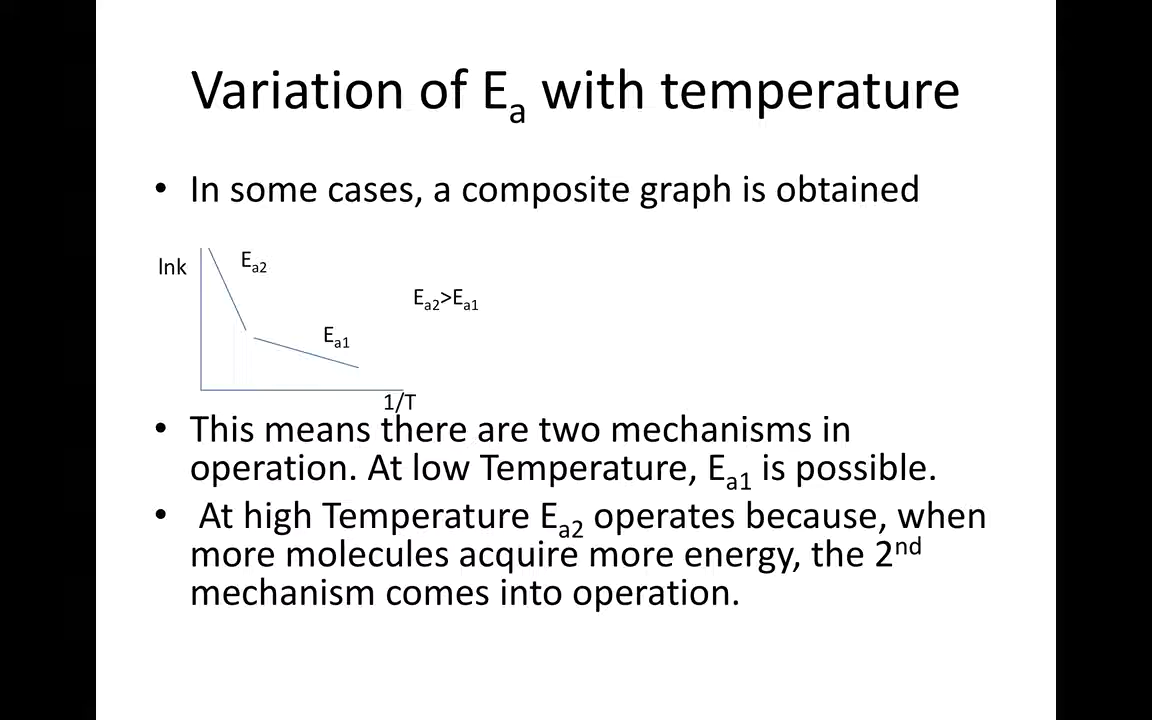 Variation of Ea with temperature
• In some cases, a composite graph is obtained
lnk
Ea2
Ea2>Ea1
Ea1
1/T
• This means there are two mechanisms in
operation. At low Temperature, Ea1 is possible.
• At high Temperature Ea2 operates because, when
more molecules acquire more energy, the 2nd
mechanism comes into operation.